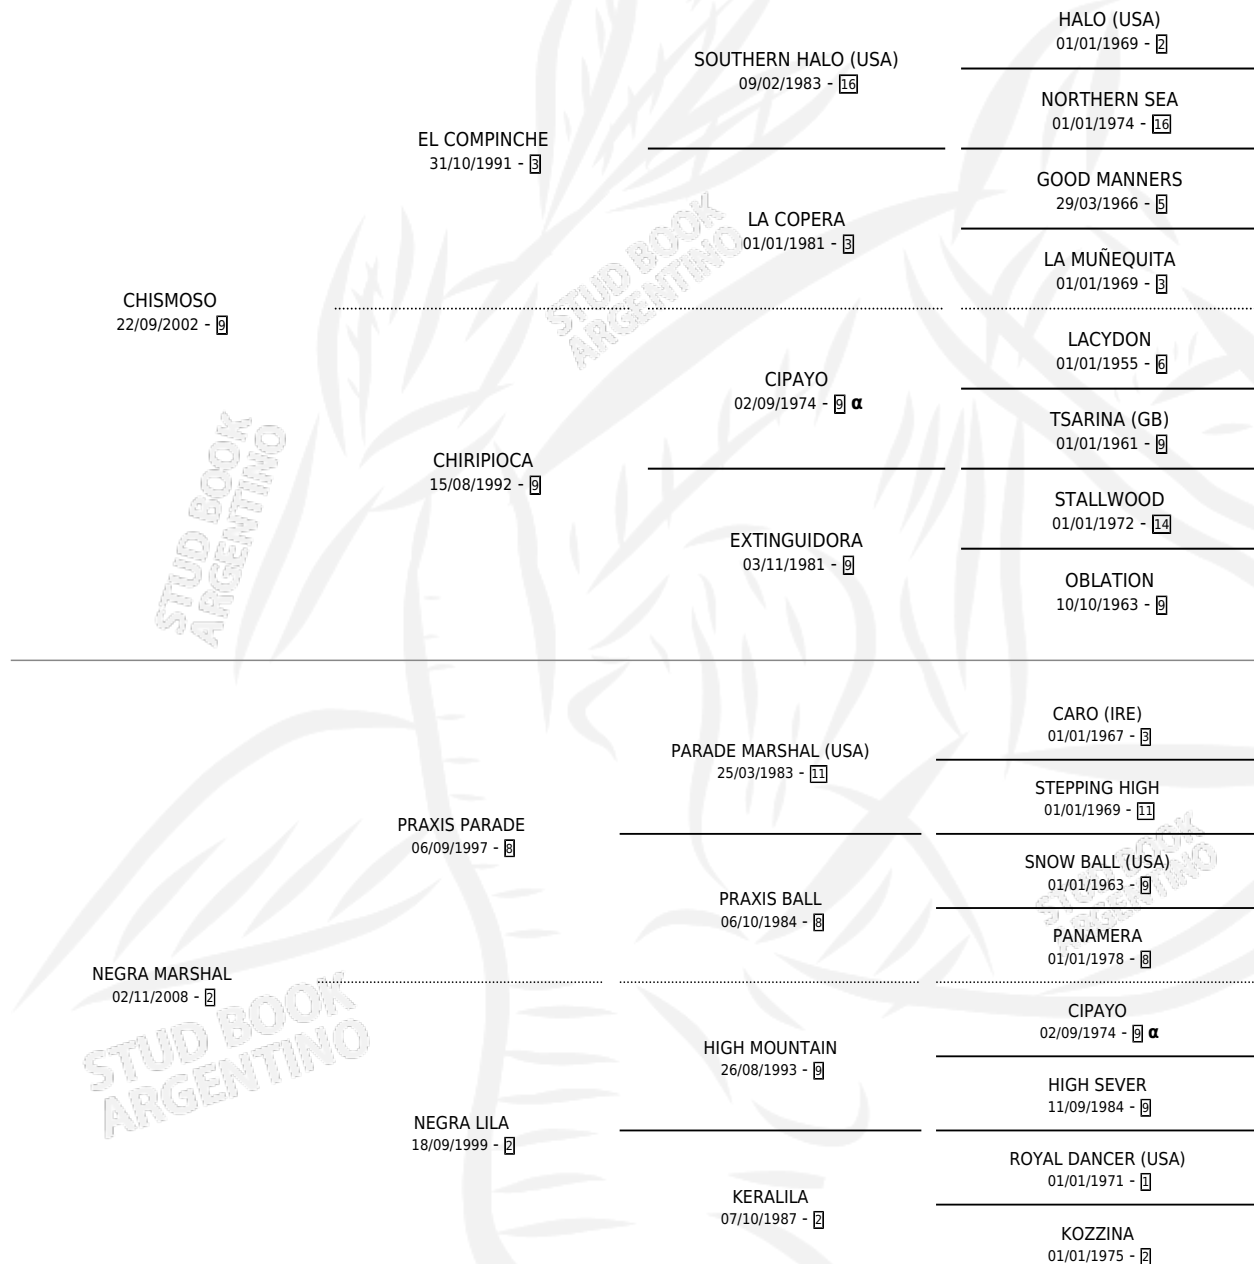 HALO (USA)
01/01/1969 - 2
SOUTHERN HALO (USA)
09/02/1983 - 16
NORTHERN SEA
01/01/1974 - 16
EL COMPINCHE
31/10/1991 - 3
GOOD MANNERS
29/03/1966 - 5
LA COPERA
01/01/1981 - 3
LA MUÑEQUITA
01/01/1969 - 3
CHISMOSO
22/09/2002 - 9
LACYDON
01/01/1955 - 6
CIPAYO
02/09/1974 - 9 α
TSARINA (GB)
01/01/1961 - 9
CHIRIPIOCA
15/08/1992 - 9
STALLWOOD
01/01/1972 - 14
EXTINGUIDORA
03/11/1981 - 9
OBLATION
10/10/1963 - 9
CARO (IRE)
01/01/1967 - 3
PARADE MARSHAL (USA)
25/03/1983 - 11
STEPPING HIGH
01/01/1969 - 11
PRAXIS PARADE
06/09/1997 - 8
SNOW BALL (USA)
01/01/1963 - 9
PRAXIS BALL
06/10/1984 - 8
PANAMERA
01/01/1978 - 8
NEGRA MARSHAL
02/11/2008 - 2
CIPAYO
02/09/1974 - 9 α
HIGH MOUNTAIN
26/08/1993 - 9
HIGH SEVER
11/09/1984 - 9
NEGRA LILA
18/09/1999 - 2
ROYAL DANCER (USA)
01/01/1971 - 1
KERALILA
07/10/1987 - 2
KOZZINA
01/01/1975 - 2
STUD BOOK
ARGENTINO
STUD BOOK
ARGENTINO
STUD BOOK
ARGENTINO
STUD BOOK
ARGENTINO